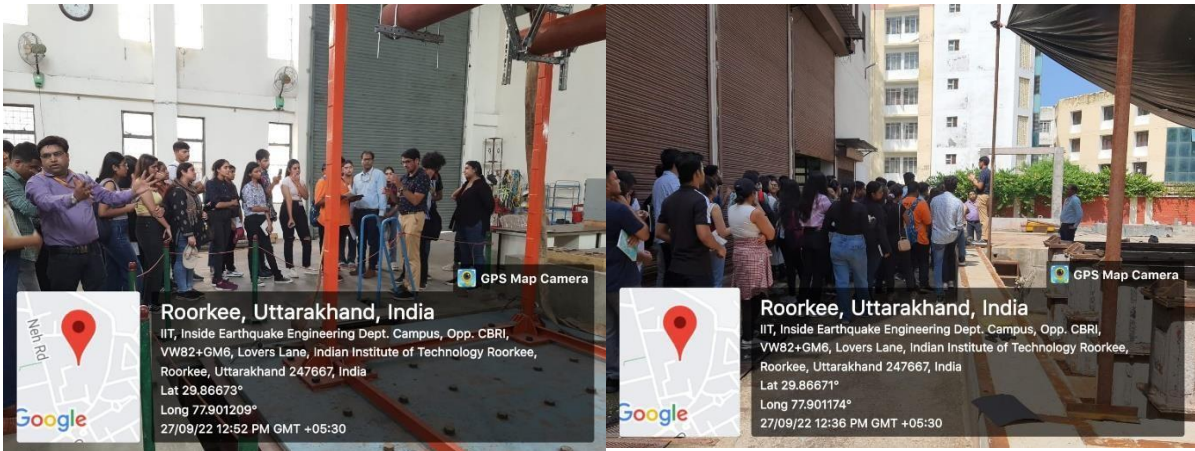 GPS Map Camera
Roorkee, Uttarakhand, India
IIT, Inside Earthquake Engineering Dept. Campus, Opp. CBRI,
VW82+GM6, Lovers Lane, Indian Institute of Technology Roorkee,
Roorkee, Uttarakhand 247667, India
Lat 29.86673°
Long 77.901209°
27/09/22 12:52 PM GMT +05:30
Neh Rd
Google
GPS Map Camera
Roorkee, Uttarakhand, India
IIT, Inside Earthquake Engineering Dept. Campus, Opp. CBRI,
VW82+GM6, Lovers Lane, Indian Institute of Technology Roorkee,
Roorkee, Uttarakhand 247667, India
Lat 29.86671°
Long 77.901174°
27/09/22 12:36 PM GMT +05:30
Google